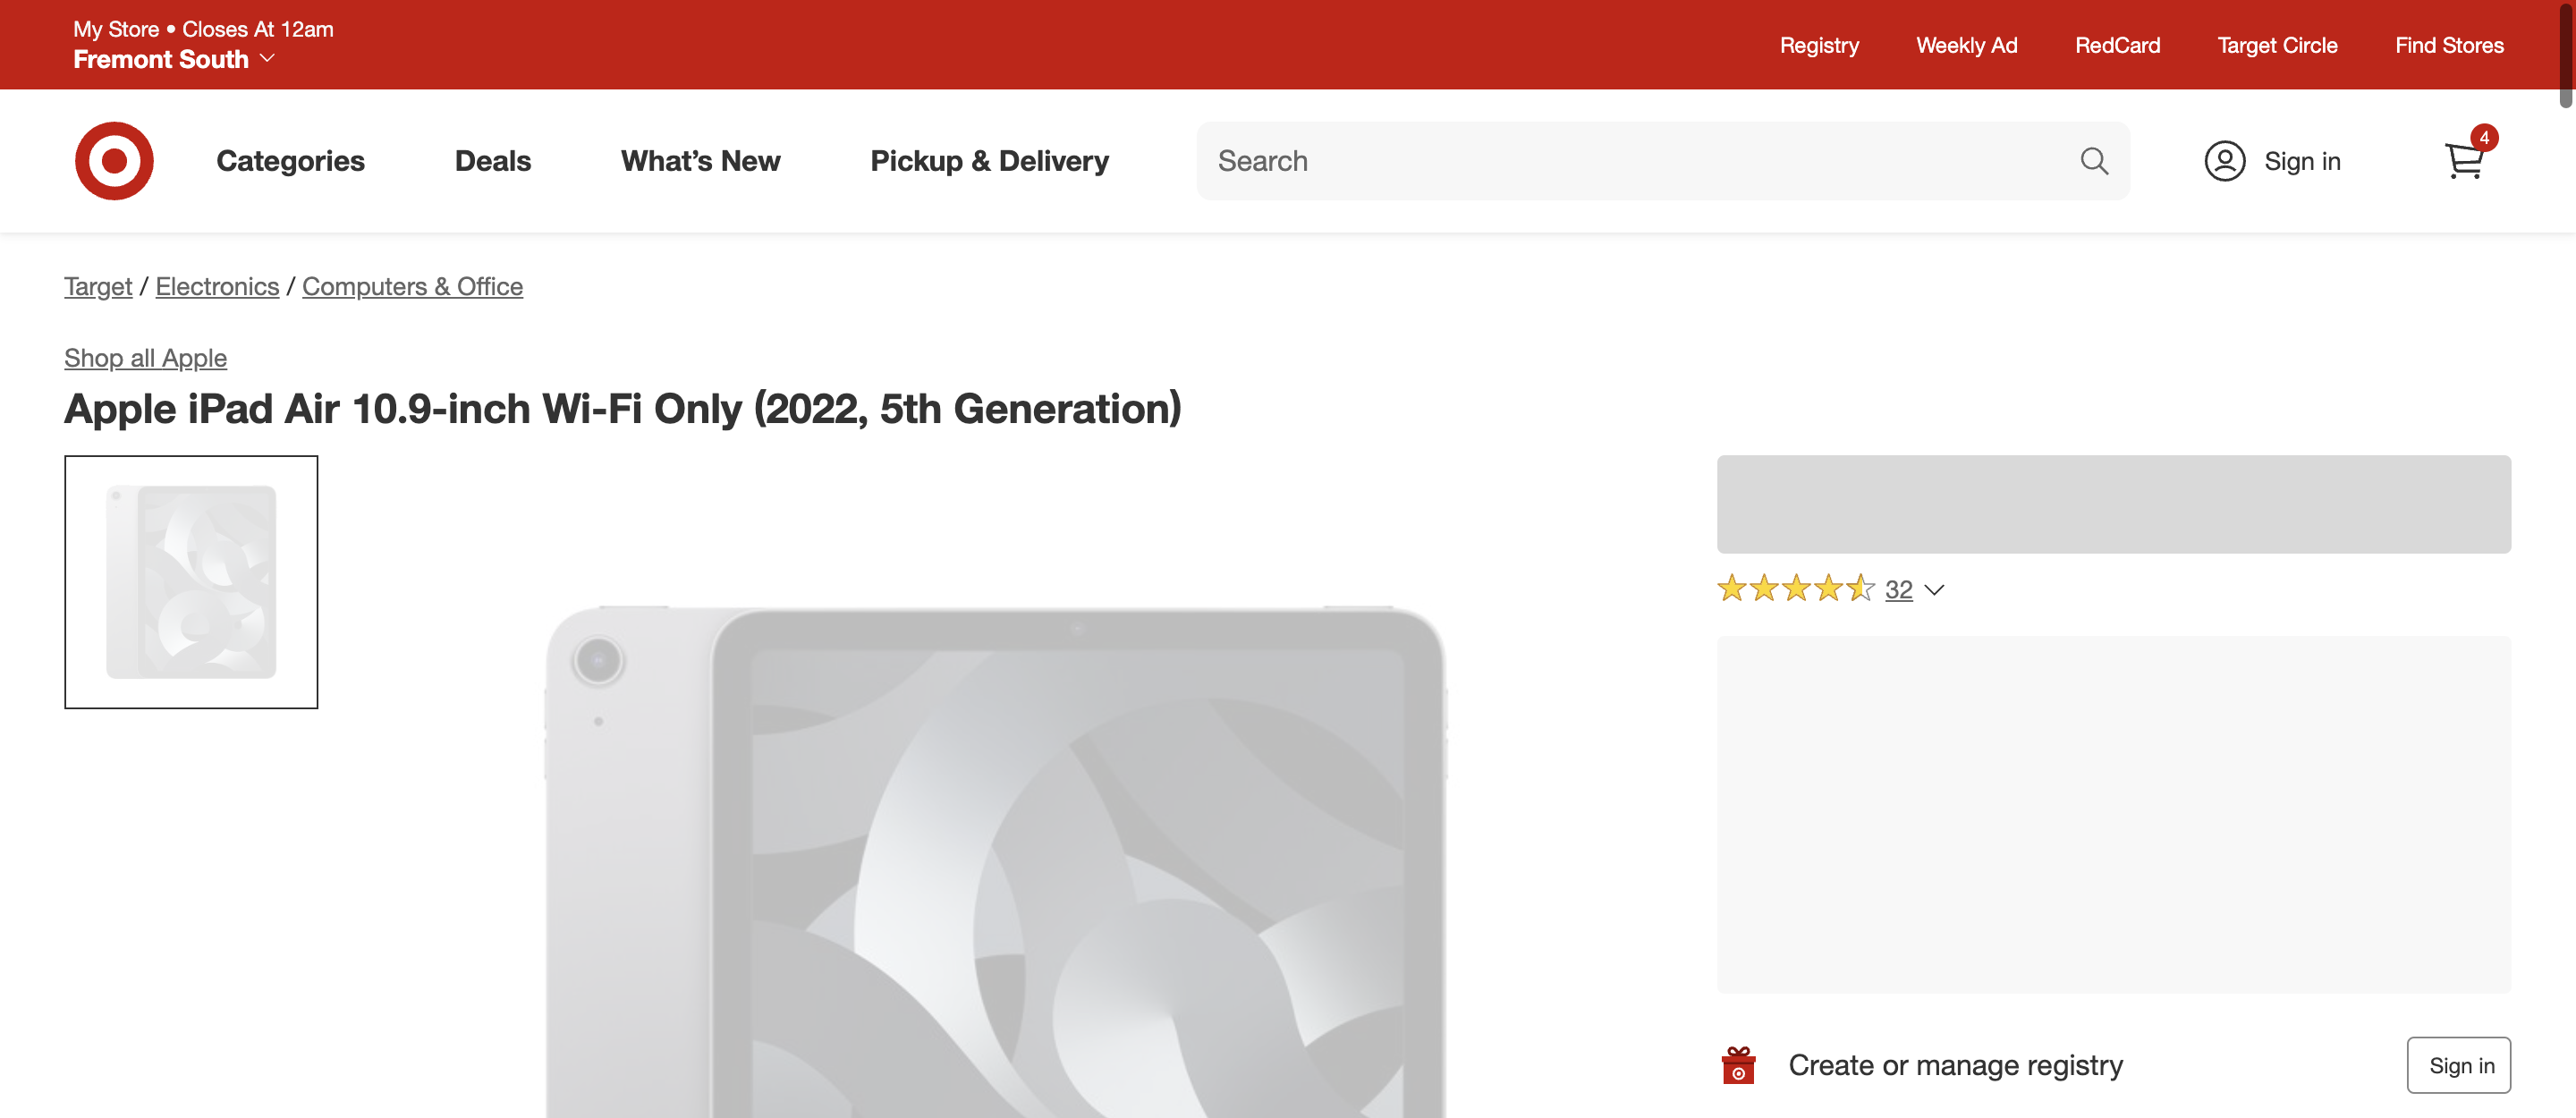 My Store • Closes At 12am
Fremont South
Registry
Weekly Ad
RedCard
Target Circle
Find Stores
Categories
Deals
What's New
Pickup & Delivery
Search
Sign in
4
Target / Electronics / Computers & Office
Shop all Apple
Apple iPad Air 10.9-inch Wi-Fi Only (2022, 5th Generation)
32
Create or manage registry
Sign in